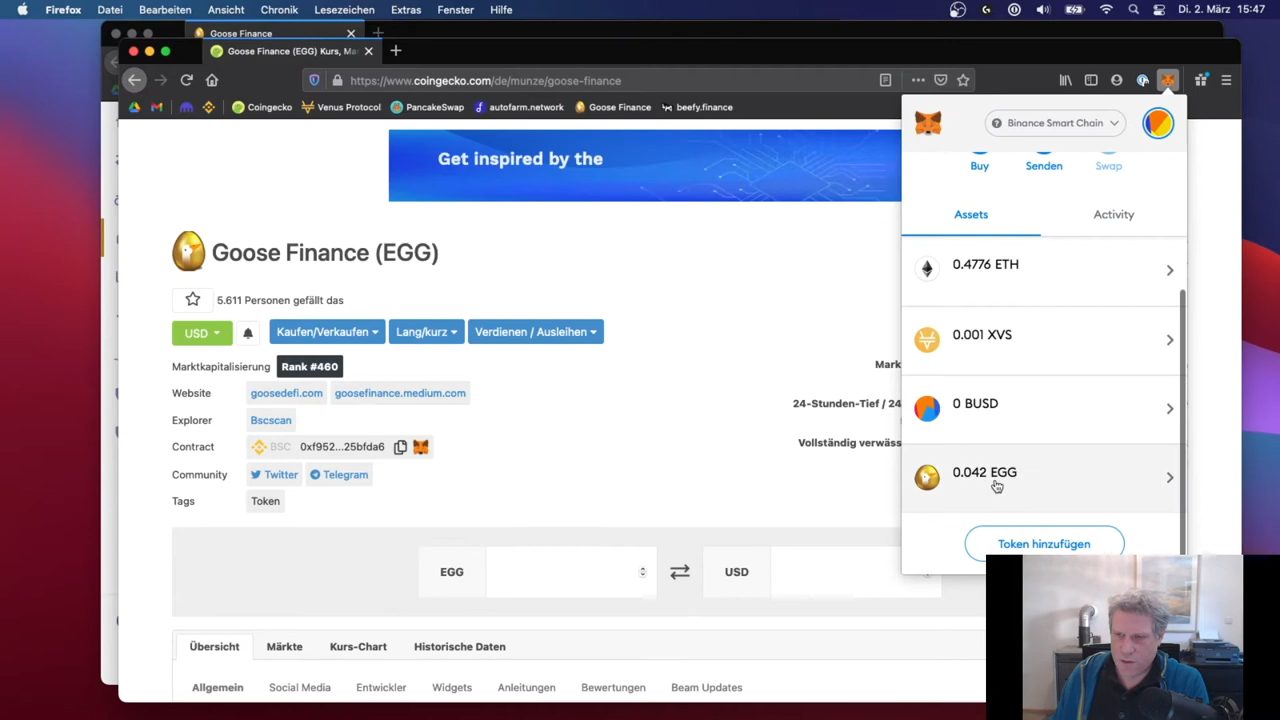 Firefox Datei Bearbeiten Ansicht Chronik Lesezeichen Extras Fenster Hilfe Di. 2. März 15:47
Goose Finance
Goose Finance (EGG) Kurs, Ma
https://www.coingecko.com/de/munze/goose-finance
Coingecko Venus Protocol PancakeSwap autofarm.network Goose Finance beefy.finance
Get inspired by the
Goose Finance (EGG)
5.611 Personen gefällt das
USD Kaufen/Verkaufen Lang/kurz Verdienen / Ausleihen
Marktkapitalisierung Rank #460
Mark
Website goosedefi.com goosefinance.medium.com
24-Stunden-Tief / 24
Explorer Bscscan
Vollständig verwäss
Contract BSC 0xf952...25bfda6
Community Twitter Telegram
Tags Token
EGG USD
Übersicht Märkte Kurs-Chart Historische Daten
Allgemein Social Media Entwickler Widgets Anleitungen Bewertungen Beam Updates
Binance Smart Chain
Buy Senden Swap
Assets Activity
0.4776 ETH
0.001 XVS
0 BUSD
0.042 EGG
Token hinzufügen